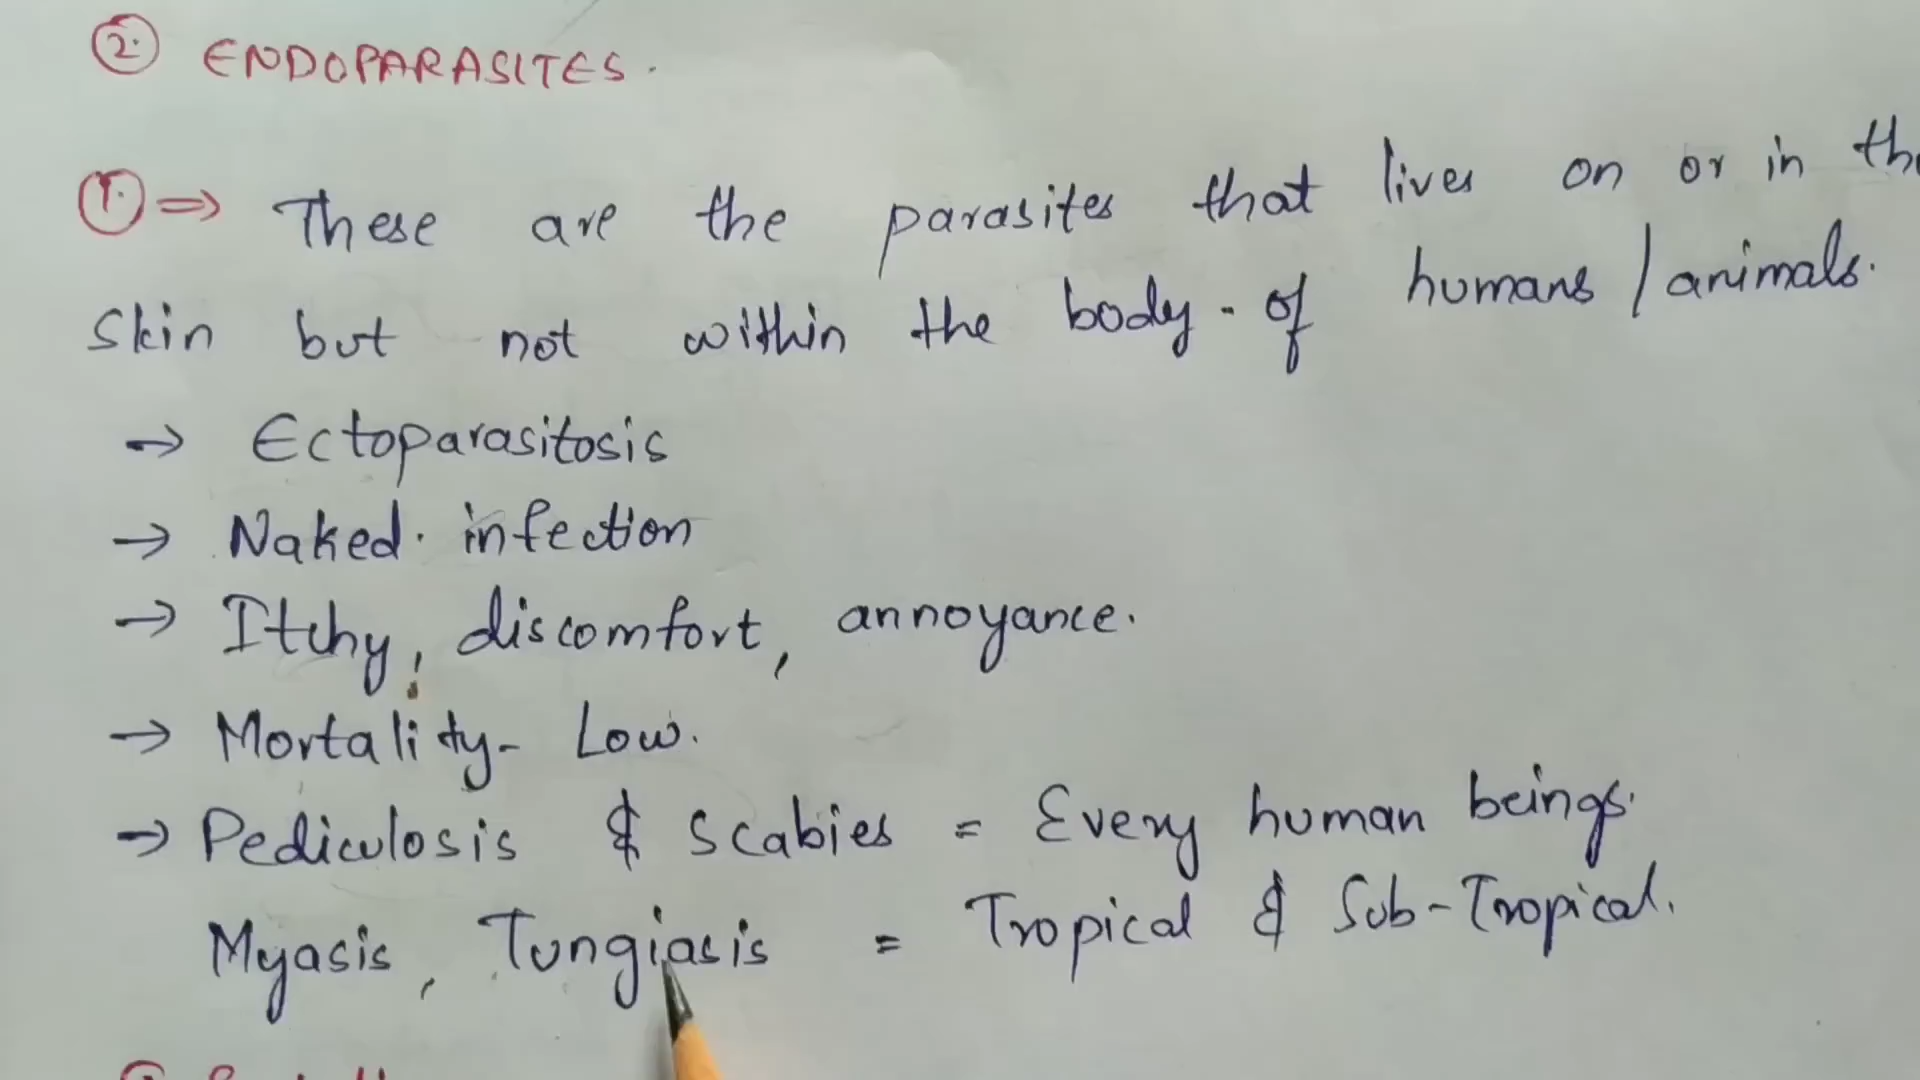 2. ENDOPARASITES.
1. ⇒ These are the parasites that lives on or in the
Skin but not within the body. of humans / animals.
→ Ectoparasitosis
→ Naked. infection
→ Itchy, discomfort, annoyance.
→ Mortality - Low.
→ Pediculosis & Scabies = Every human beings.
Myasis, Tungiasis = Tropical & Sub-Tropical.